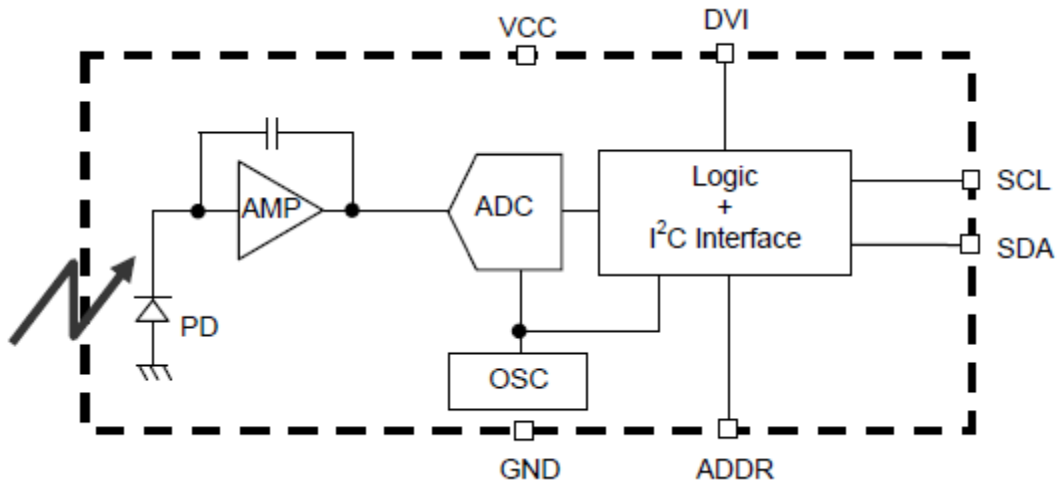 VCC
DVI
AMP
ADC
Logic
+
I²C Interface
SCL
SDA
PD
OSC
GND
ADDR